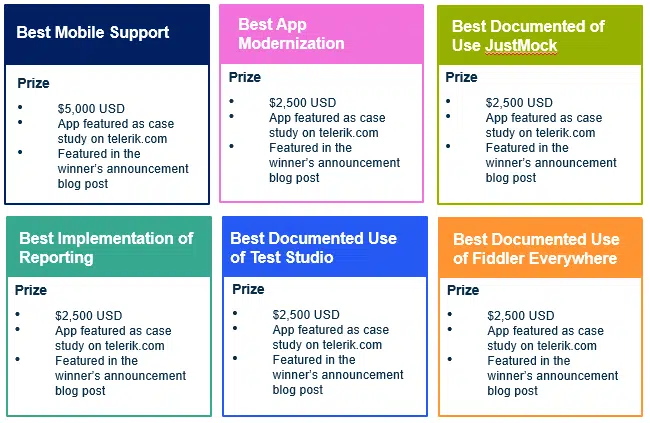 Best Mobile Support
Prize
• $5,000 USD
• App featured as case
study on telerik.com
• Featured in the
winner’s announcement
blog post
Best App
Modernization
Prize
• $2,500 USD
• App featured as case
study on telerik.com
• Featured in the
winner’s announcement
blog post
Best Documented of
Use JustMock
Prize
• $2,500 USD
• App featured as case
study on telerik.com
• Featured in the
winner’s announcement
blog post
Best Implementation of
Reporting
Prize
• $2,500 USD
• App featured as case
study on telerik.com
• Featured in the
winner’s announcement
blog post
Best Documented Use
of Test Studio
Prize
• $2,500 USD
• App featured as case
study on telerik.com
• Featured in the
winner’s announcement
blog post
Best Documented Use
of Fiddler Everywhere
Prize
• $2,500 USD
• App featured as case
study on telerik.com
• Featured in the
winner’s announcement
blog post